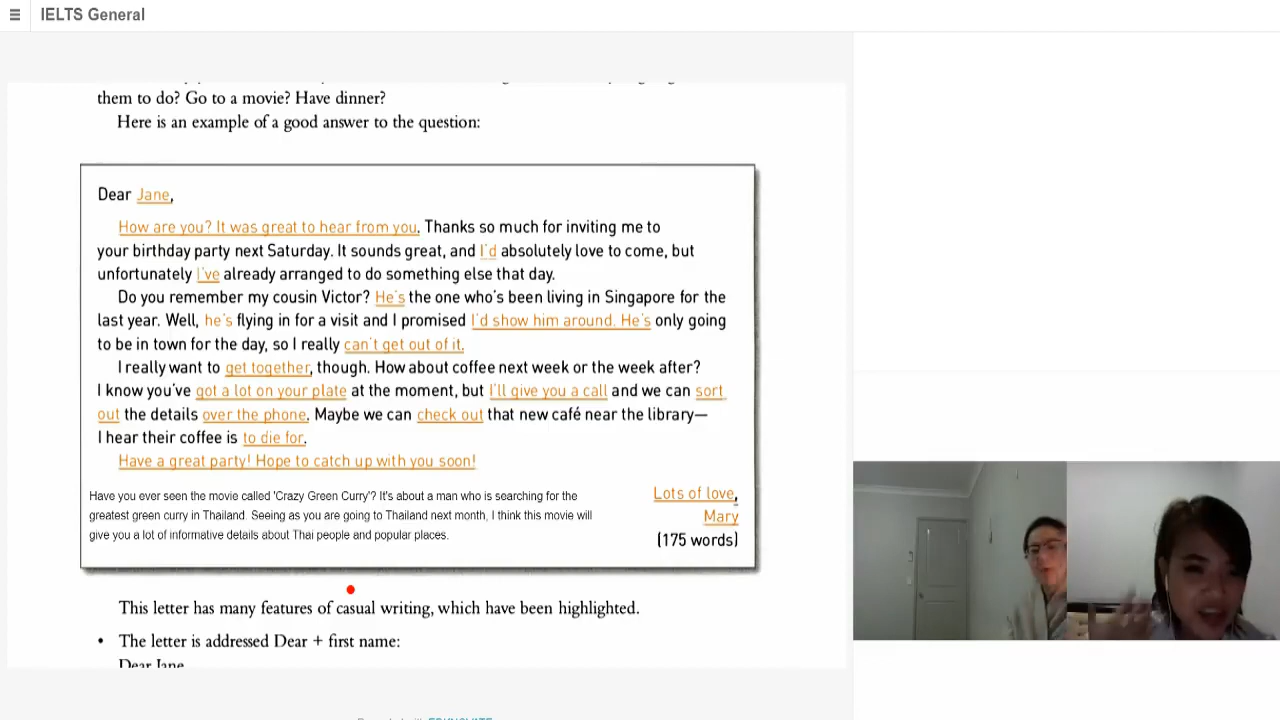 IELTS General
them to do? Go to a movie? Have dinner?
Here is an example of a good answer to the question:
Dear Jane,
How are you? It was great to hear from you. Thanks so much for inviting me to
your birthday party next Saturday. It sounds great, and I'd absolutely love to come, but
unfortunately I've already arranged to do something else that day.
Do you remember my cousin Victor? He's the one who's been living in Singapore for the
last year. Well, he's flying in for a visit and I promised I'd show him around. He's only going
to be in town for the day, so I really can't get out of it.
I really want to get together, though. How about coffee next week or the week after?
I know you've got a lot on your plate at the moment, but I'll give you a call and we can sort
out the details over the phone. Maybe we can check out that new café near the library—
I hear their coffee is to die for.
Have a great party! Hope to catch up with you soon!
Have you ever seen the movie called 'Crazy Green Curry'? It's about a man who is searching for the
greatest green curry in Thailand. Seeing as you are going to Thailand next month, I think this movie will
give you a lot of informative details about Thai people and popular places.
Lots of love,
Mary
(175 words)
This letter has many features of casual writing, which have been highlighted.
• The letter is addressed Dear + first name:
Dear Jane